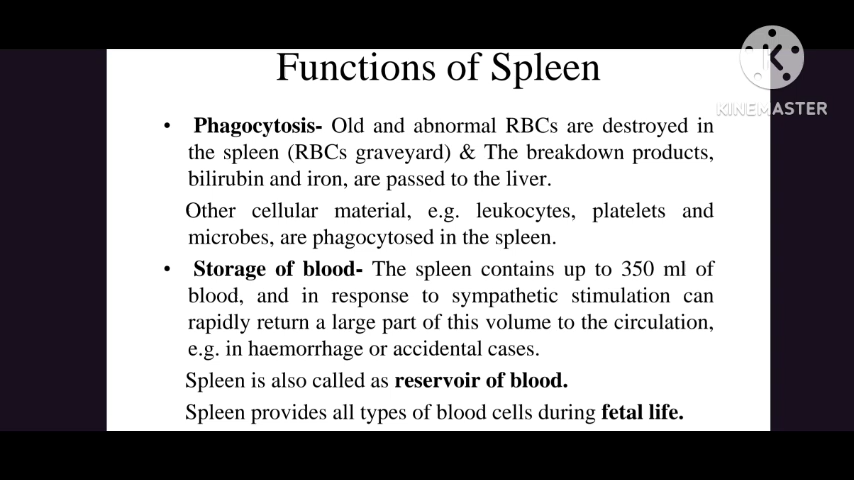 Functions of Spleen
KINEMASTER
• Phagocytosis- Old and abnormal RBCs are destroyed in
the spleen (RBCs graveyard) & The breakdown products,
bilirubin and iron, are passed to the liver.
Other cellular material, e.g. leukocytes, platelets and
microbes, are phagocytosed in the spleen.
• Storage of blood- The spleen contains up to 350 ml of
blood, and in response to sympathetic stimulation can
rapidly return a large part of this volume to the circulation,
e.g. in haemorrhage or accidental cases.
Spleen is also called as reservoir of blood.
Spleen provides all types of blood cells during fetal life.